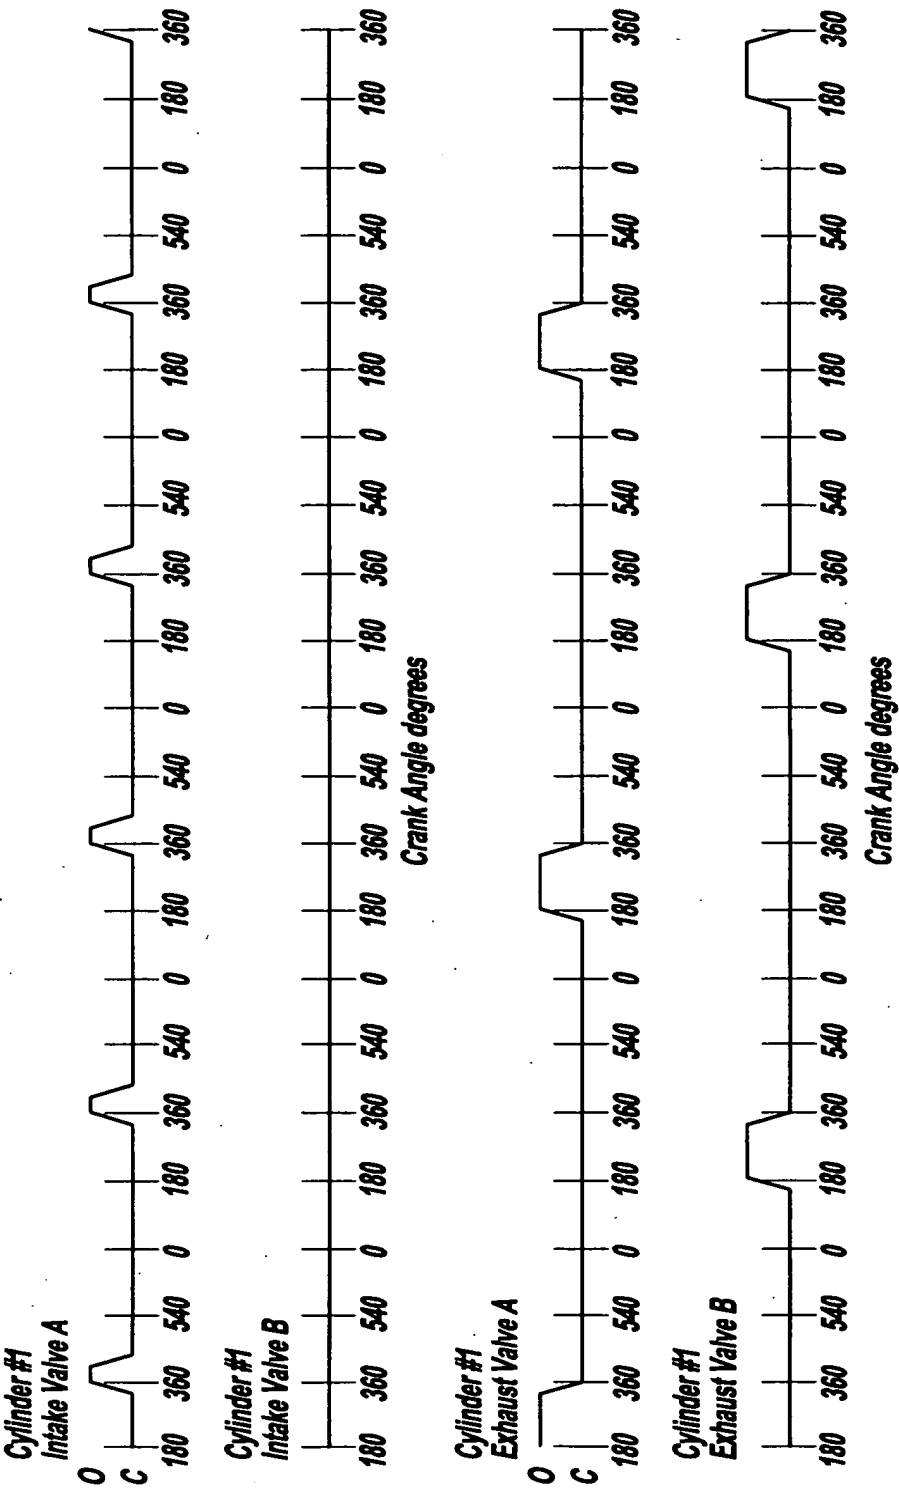 Cylinder #1
Intake Valve A
O
C
180 360 540 0 180 360 540 0 180 360 540 0 180 360 540 0 180 360 540 0 180 360
Cylinder #1
Intake Valve B
180 360 540 0 180 360 540 0 180 360 540 0 180 360 540 0 180 360 540 0 180 360
Crank Angle degrees
Cylinder #1
Exhaust Valve A
O
C
180 360 540 0 180 360 540 0 180 360 540 0 180 360 540 0 180 360 540 0 180 360
Cylinder #1
Exhaust Valve B
180 360 540 0 180 360 540 0 180 360 540 0 180 360 540 0 180 360 540 0 180 360
Crank Angle degrees